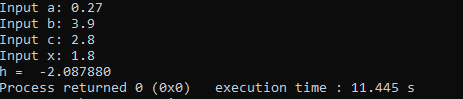 Input a: 0.27
Input b: 3.9
Input c: 2.8
Input x: 1.8
h =  -2.087880
Process returned 0 (0x0)   execution time : 11.445 s